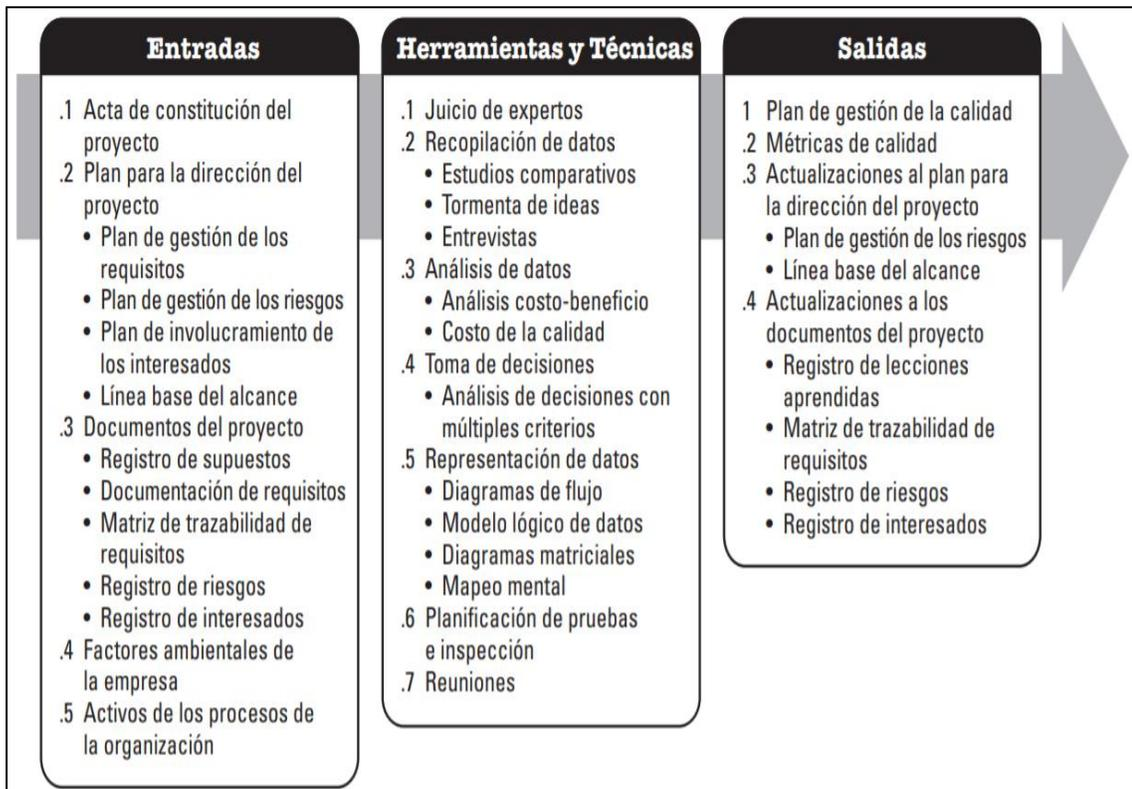 Entradas
.1 Acta de constitución del
proyecto
.2 Plan para la dirección del
proyecto
• Plan de gestión de los
requisitos
• Plan de gestión de los riesgos
• Plan de involucramiento de
los interesados
• Línea base del alcance
.3 Documentos del proyecto
• Registro de supuestos
• Documentación de requisitos
• Matriz de trazabilidad de
requisitos
• Registro de riesgos
• Registro de interesados
.4 Factores ambientales de
la empresa
.5 Activos de los procesos de
la organización
Herramientas y Técnicas
.1 Juicio de expertos
.2 Recopilación de datos
• Estudios comparativos
• Tormenta de ideas
• Entrevistas
.3 Análisis de datos
• Análisis costo-beneficio
• Costo de la calidad
.4 Toma de decisiones
• Análisis de decisiones con
múltiples criterios
.5 Representación de datos
• Diagramas de flujo
• Modelo lógico de datos
• Diagramas matriciales
• Mapeo mental
.6 Planificación de pruebas
e inspección
.7 Reuniones
Salidas
1 Plan de gestión de la calidad
.2 Métricas de calidad
.3 Actualizaciones al plan para
la dirección del proyecto
• Plan de gestión de los riesgos
• Línea base del alcance
.4 Actualizaciones a los
documentos del proyecto
• Registro de lecciones
aprendidas
• Matriz de trazabilidad de
requisitos
• Registro de riesgos
• Registro de interesados